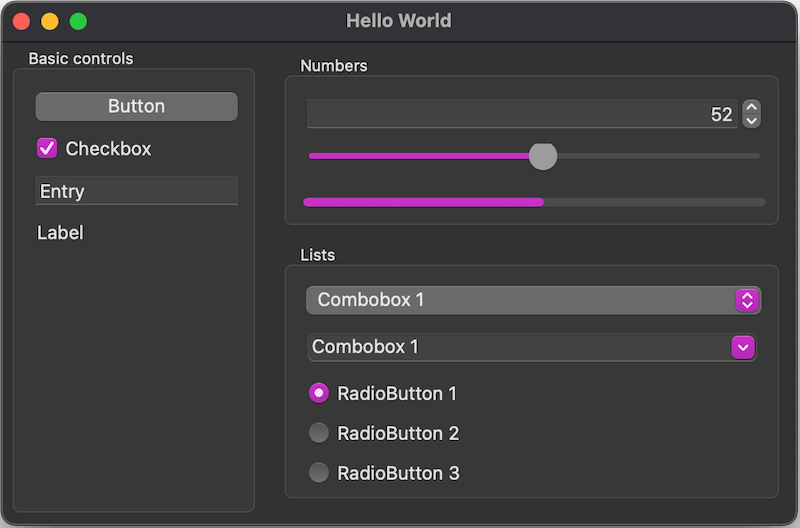 Hello World
Basic controls
Button
Checkbox
Entry
Label
Numbers
52
Lists
Combobox 1
Combobox 1
RadioButton 1
RadioButton 2
RadioButton 3